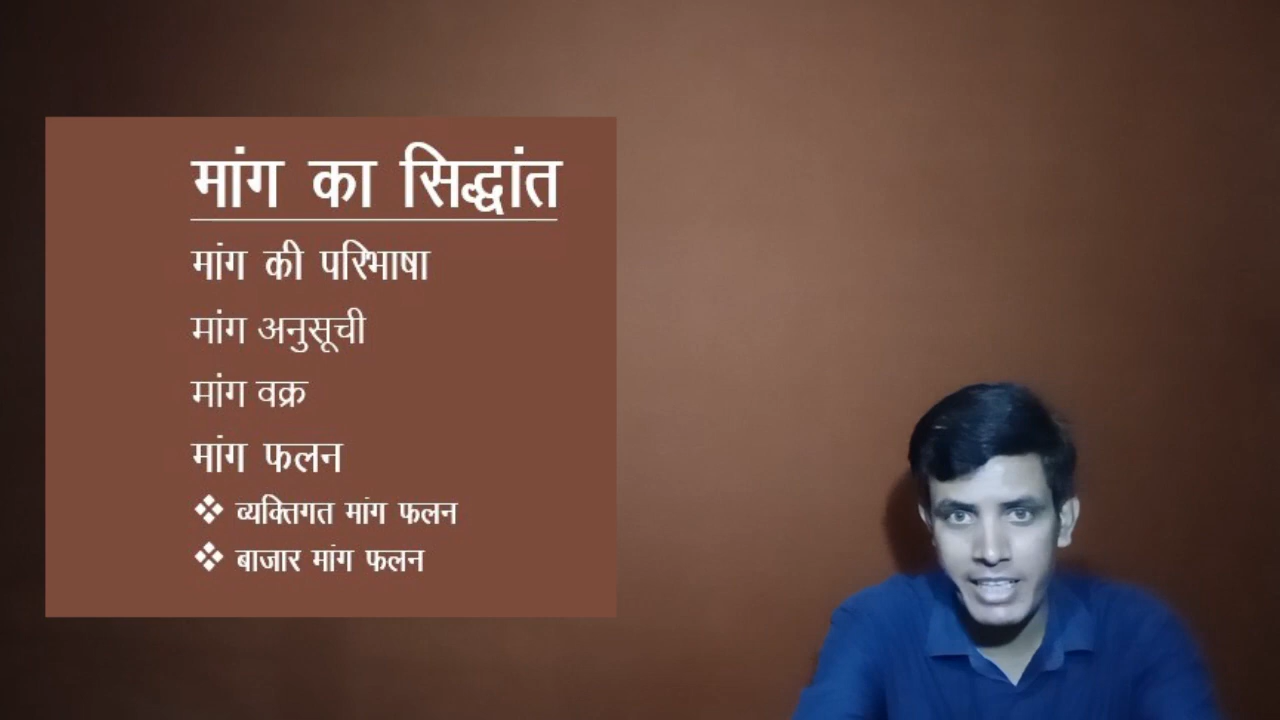 मांग का सिद्धांत
मांग की परिभाषा
मांग अनुसूची
मांग वक्र
मांग फलन
❖ व्यक्तिगत मांग फलन
❖ बाजार मांग फलन